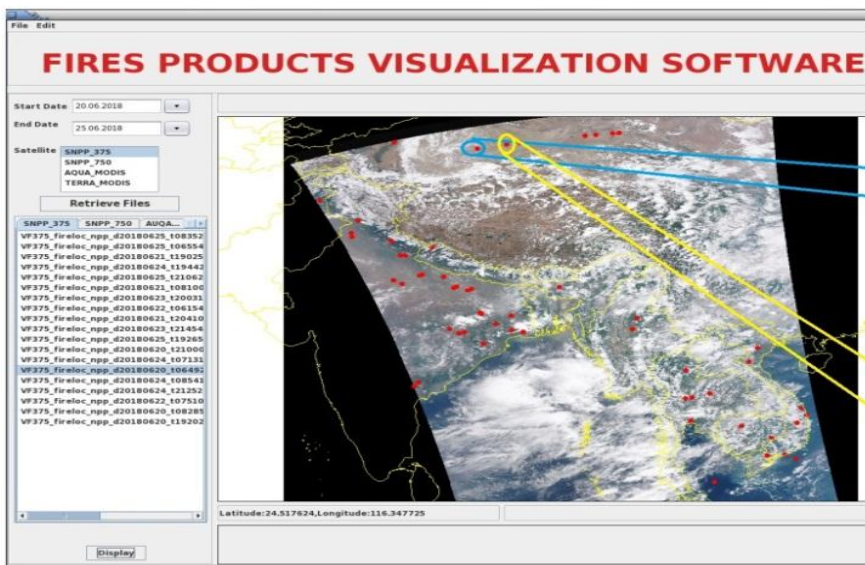 File Edit
FIRES PRODUCTS VISUALIZATION SOFTWARE
Start Date 20.06.2018
End Date 25.06.2018
Satellite SNPP_375
SNPP_750
AQUA_MODIS
TERRA_MODIS
Retrieve Files
SNPP_375 SNPP_750 AUQA...
VF375_fireloc_npp_d20180625_t08352
VF375_fireloc_npp_d20180625_t06554
VF375_fireloc_npp_d20180621_t19025
VF375_fireloc_npp_d20180624_t19442
VF375_fireloc_npp_d20180625_t21062
VF375_fireloc_npp_d20180621_t08100
VF375_fireloc_npp_d20180623_t20031
VF375_fireloc_npp_d20180622_t06154
VF375_fireloc_npp_d20180621_t20410
VF375_fireloc_npp_d20180623_t21454
VF375_fireloc_npp_d20180625_t19265
VF375_fireloc_npp_d20180620_t21000
VF375_fireloc_npp_d20180624_t07131
VF375_fireloc_npp_d20180620_t06492
VF375_fireloc_npp_d20180624_t08541
VF375_fireloc_npp_d20180624_t21252
VF375_fireloc_npp_d20180622_t07510
VF375_fireloc_npp_d20180620_t08285
VF375_fireloc_npp_d20180620_t19202
Latitude:24.517624,Longitude:116.347725
Display